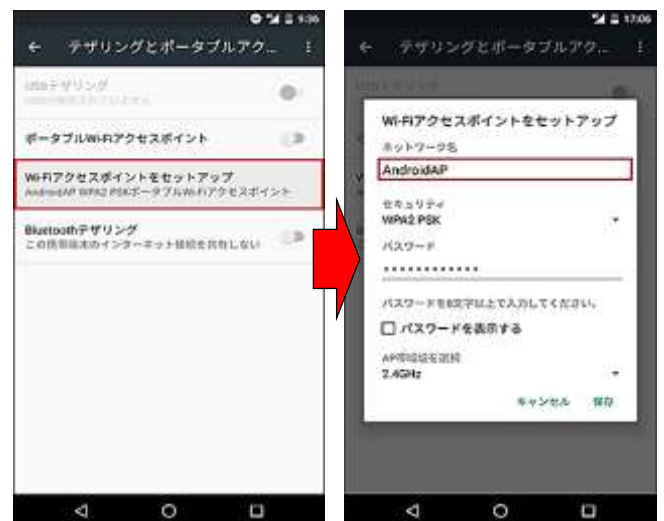 9:36
テザリングとポータブルアク...
USBテザリング
ポータブルWi-Fiアクセスポイント
Wi-Fiアクセスポイントをセットアップ
AndroidAP WPA2 PSKポータブルWi-Fiアクセスポイント
Bluetoothテザリング
この携帯端末のインターネット接続を共有しない
17:06
テザリングとポータブルアク...
Wi-Fiアクセスポイントをセットアップ
ネットワーク名
AndroidAP
セキュリティ
WPA2 PSK
パスワード
••••••••••••
パスワードを8文字以上で入力してください。
パスワードを表示する
AP帯域幅を選択
2.4GHz
キャンセル 保存